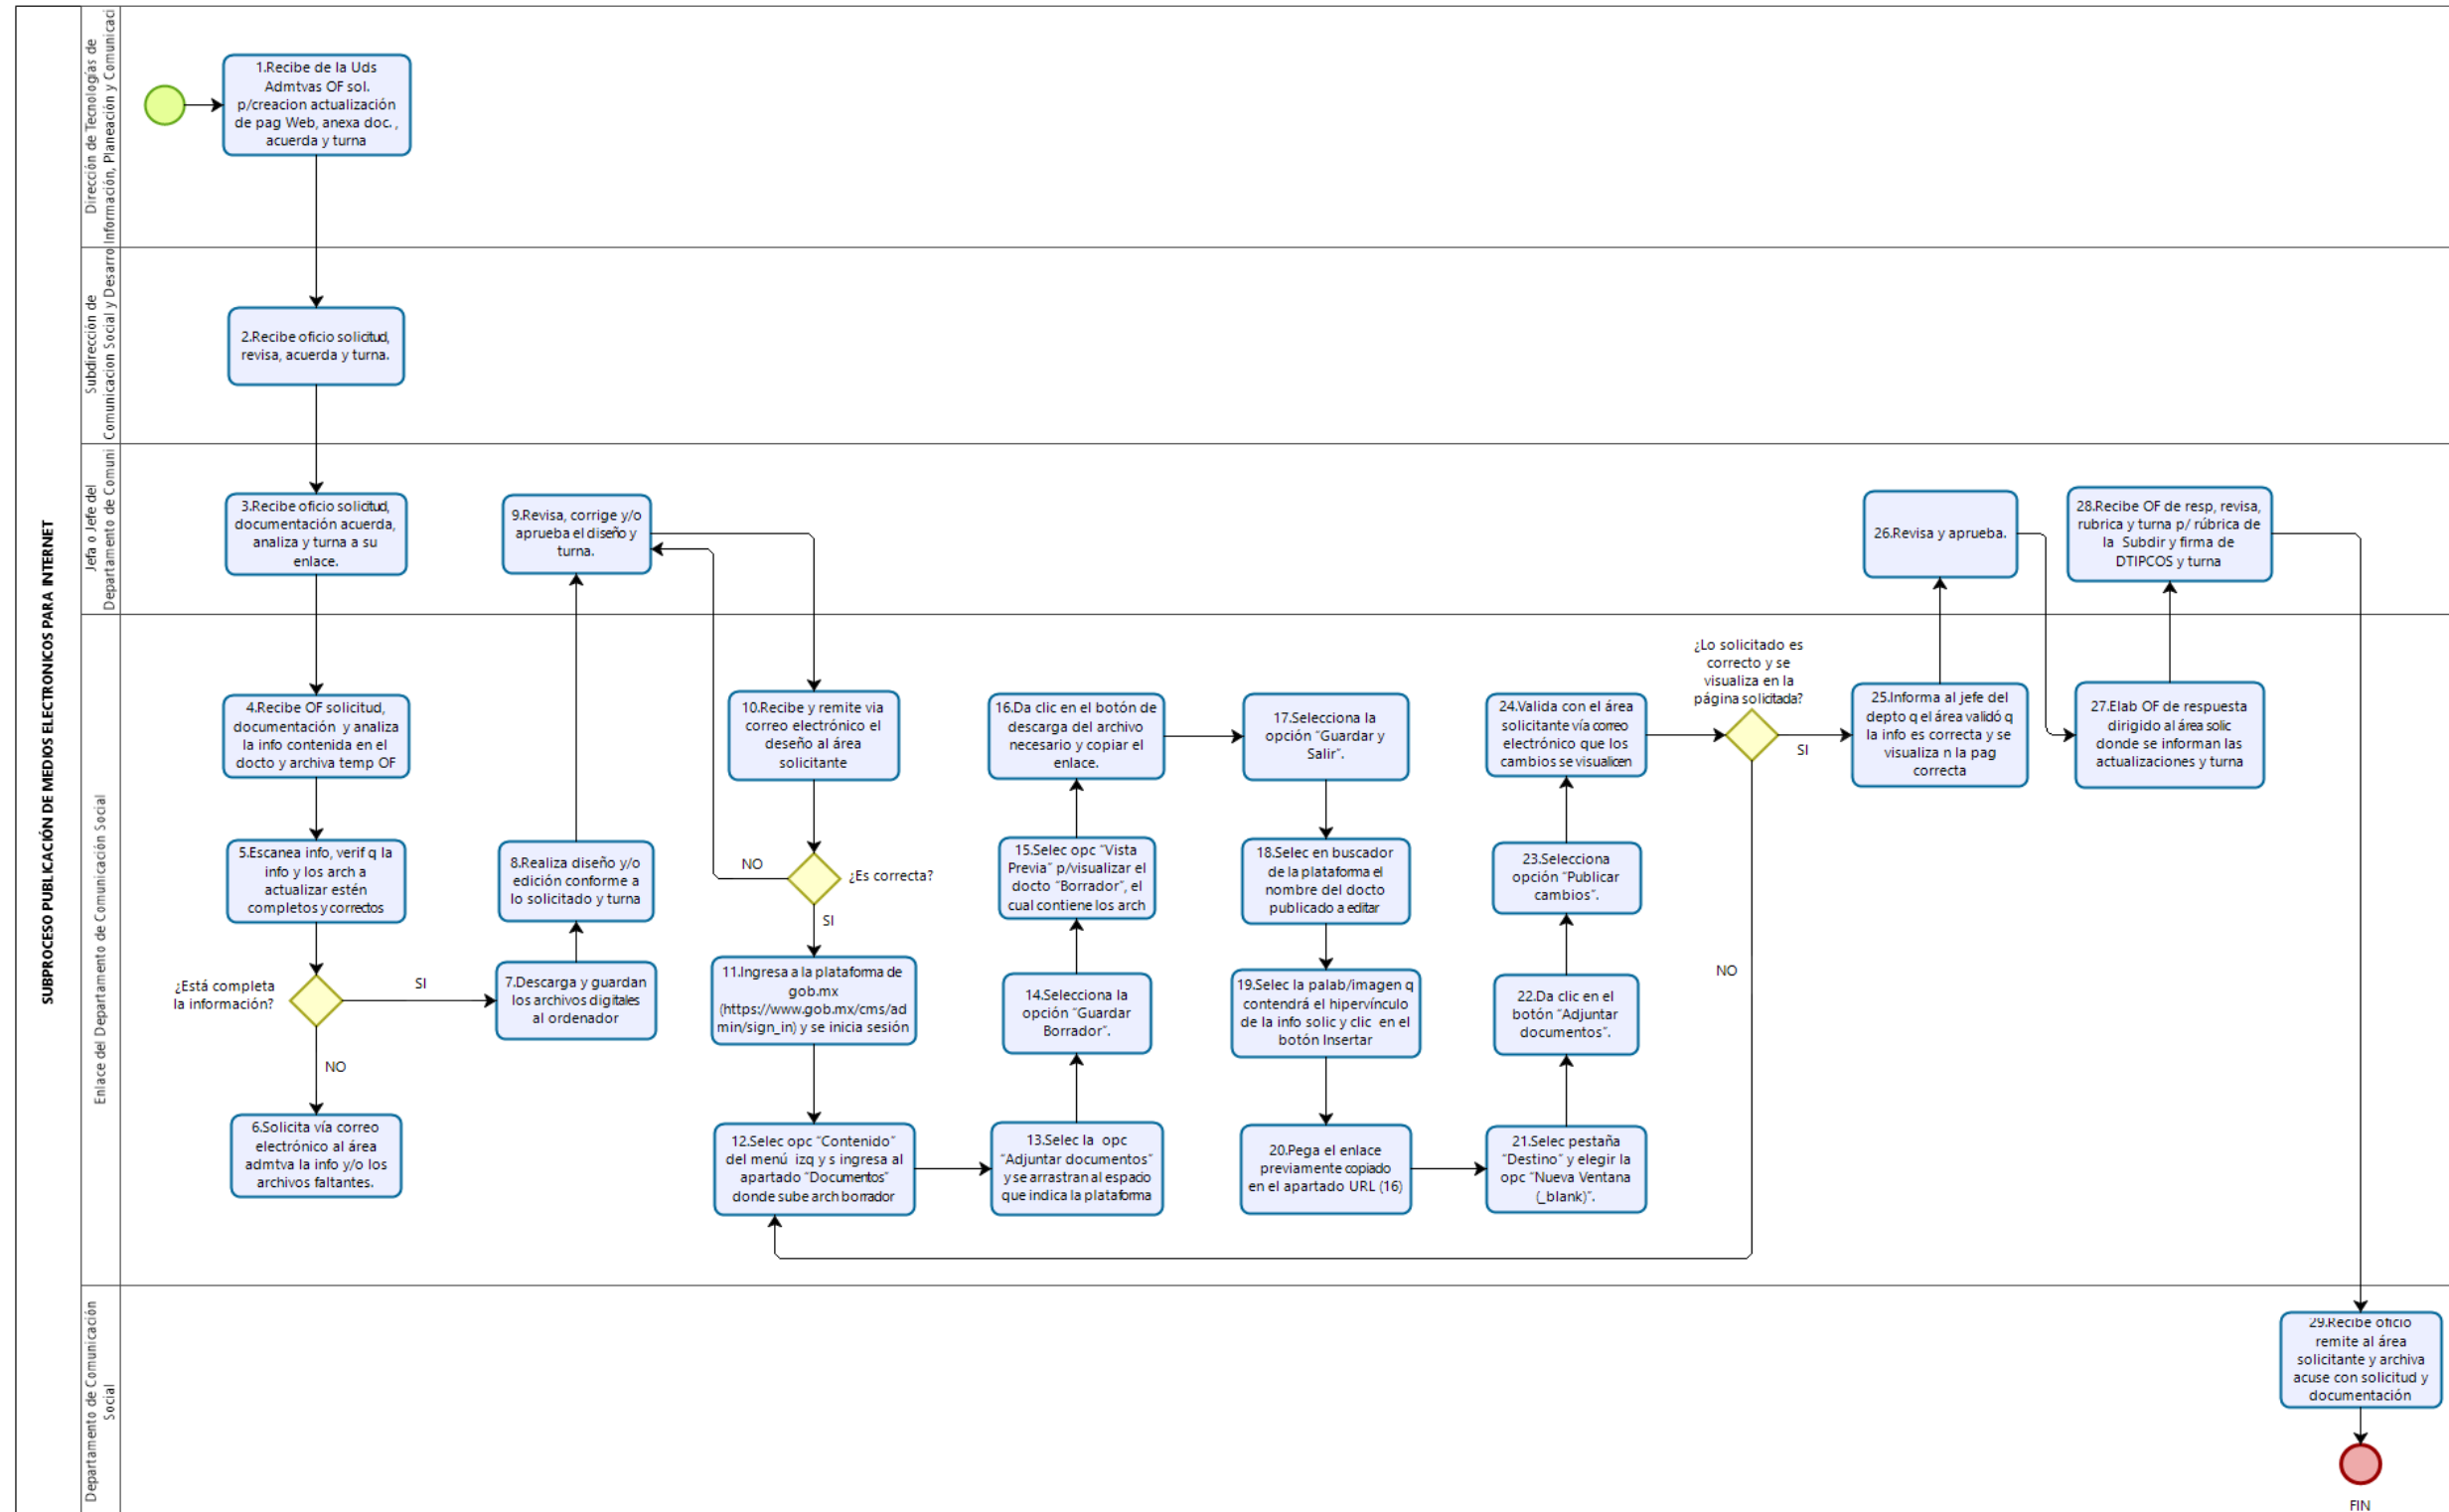 SUBPROCESO PUBLICACIÓN DE MEDIOS ELECTRONICOS PARA INTERNET
Dirección de Tecnologías de
Información, Planeación y Comunicaci
1.Recibe de la Uds
Admtvas OF sol.
p/creacion actualización
de pag Web, anexa doc. ,
acuerda y turna
Subdirección de
Comunicacion Social y Desarro
2.Recibe oficio solicitud,
revisa, acuerda y turna.
Jefa o Jefe del
Departamento de Comuni
3.Recibe oficio solicitud,
documentación acuerda,
analiza y turna a su
enlace.
9.Revisa, corrige y/o
aprueba el diseño y
turna.
26.Revisa y aprueba.
28.Recibe OF de resp, revisa,
rubrica y turna p/ rúbrica de
la Subdir y firma de
DTIPCOS y turna
Enlace del Departamento de Comunicación Social
4.Recibe OF solicitud,
documentación y analiza
la info contenida en el
docto y archiva temp OF
5.Escanea info, verif q la
info y los arch a
actualizar estén
completos y correctos
¿Está completa
la información?
SI
NO
6.Solicita vía correo
electrónico al área
admtva la info y/o los
archivos faltantes.
7.Descarga y guardan
los archivos digitales
al ordenador
8.Realiza diseño y/o
edición conforme a
lo solicitado y turna
10.Recibe y remite via
correo electrónico el
deseño al área
solicitante
NO
¿Es correcta?
SI
11.Ingresa a la plataforma de
gob.mx
(https://www.gob.mx/cms/ad
min/sign_in) y se inicia sesión
12.Selec opc “Contenido”
del menú izq y s ingresa al
apartado “Documentos”
donde sube arch borrador
13.Selec la opc
“Adjuntar documentos”
y se arrastran al espacio
que indica la plataforma
14.Selecciona la
opción “Guardar
Borrador”.
15.Selec opc “Vista
Previa” p/visualizar el
docto “Borrador”, el
cual contiene los arch
16.Da clic en el botón de
descarga del archivo
necesario y copiar el
enlace.
17.Selecciona la
opción “Guardar y
Salir”.
18.Selec en buscador
de la plataforma el
nombre del docto
publicado a editar
19.Selec la palab/imagen q
contendrá el hipervínculo
de la info solic y clic en el
botón Insertar
20.Pega el enlace
previamente copiado
en el apartado URL (16)
21.Selec pestaña
“Destino” y elegir la
opc “Nueva Ventana
(_blank)”.
22.Da clic en el
botón “Adjuntar
documentos”.
23.Selecciona
opción “Publicar
cambios”.
24.Valida con el área
solicitante vía correo
electrónico que los
cambios se visualicen
¿Lo solicitado es
correcto y se
visualiza en la
página solicitada?
SI
NO
25.Informa al jefe del
depto q el área validó q
la info es correcta y se
visualiza n la pag
correcta
27.Elab OF de respuesta
dirigido al área solic
donde se informan las
actualizaciones y turna
Departamento de Comunicación
Social
29.Recibe oficio
remite al área
solicitante y archiva
acuse con solicitud y
documentación
FIN